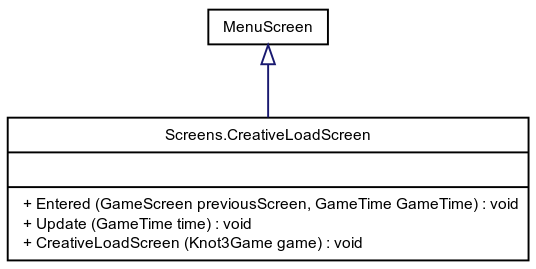 MenuScreen
Screens.CreativeLoadScreen
+ Entered (GameScreen previousScreen, GameTime GameTime) : void
+ Update (GameTime time) : void
+ CreativeLoadScreen (Knot3Game game) : void